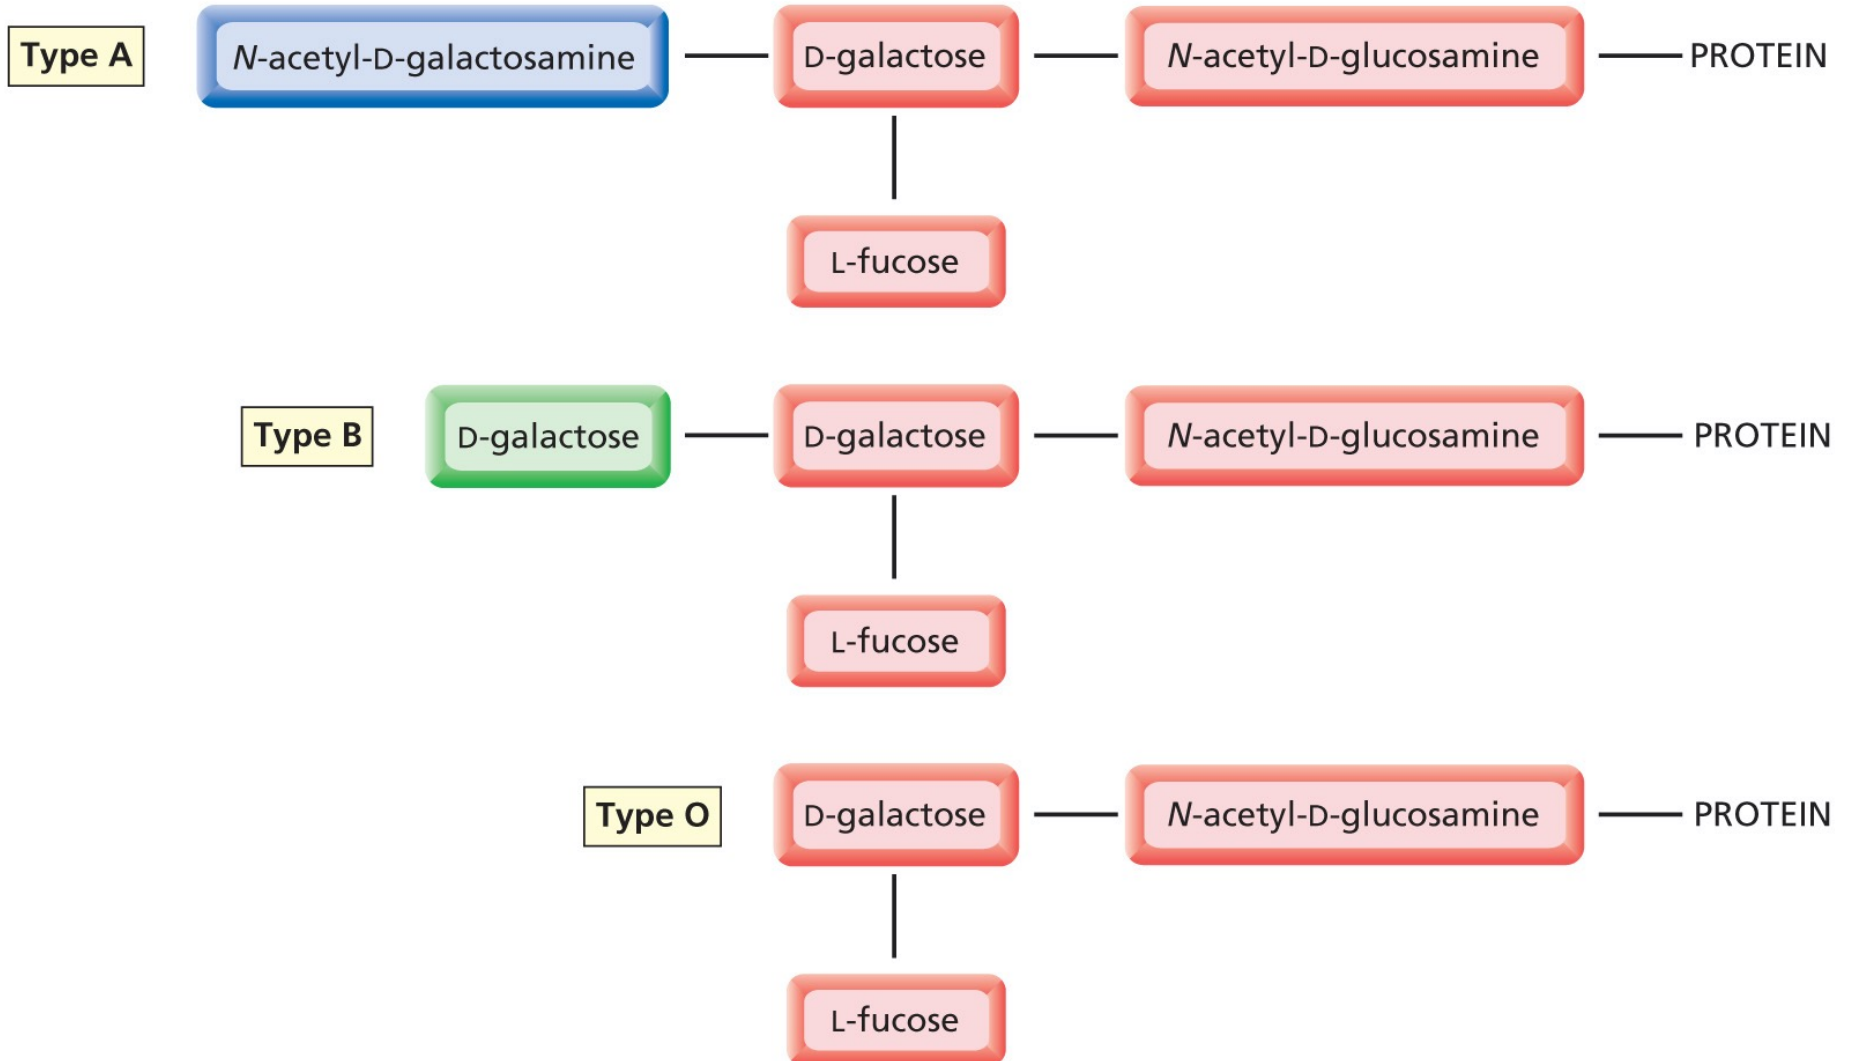 Type A N-acetyl-D-galactosamine D-galactose N-acetyl-D-glucosamine PROTEIN
L-fucose
Type B D-galactose D-galactose N-acetyl-D-glucosamine PROTEIN
L-fucose
Type O D-galactose N-acetyl-D-glucosamine PROTEIN
L-fucose